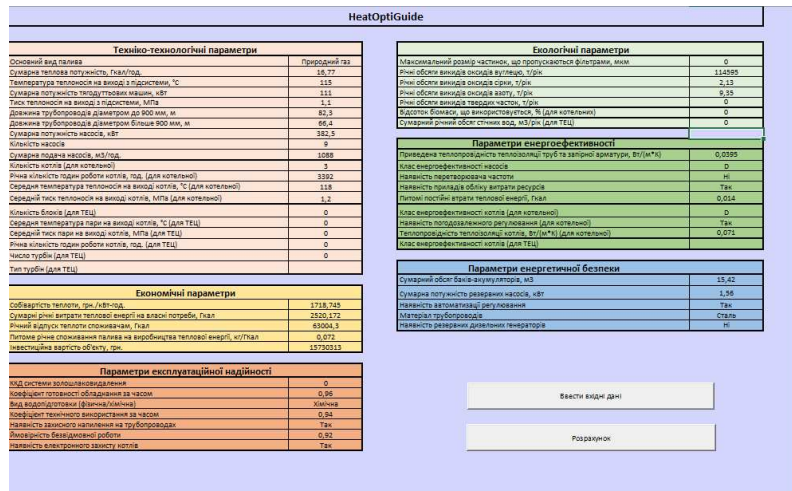 HeatOptiGuide
Техніко-технологічні параметри
Основний вид палива Природний газ
Сумарна теплова потужність, Гкал/год. 16,77
Температура теплоносія на виході з підсистеми, °С 115
Сумарна потужність тягодуттьових машин, кВт 111
Тиск теплоносія на виході з підсистеми, МПа 1,1
Довжина трубопроводів діаметром до 900 мм, м 82,3
Довжина трубопроводів діаметром більше 900 мм, м 66,4
Сумарна потужність насосів, кВт 382,5
Кількість насосів 9
Сумарна подача насосів, м3/год. 1088
Кількість котлів (для котельної) 3
Річна кількість годин роботи котлів, год. (для котельної) 3392
Середня температура теплоносія на виході котлів, °С (для котельної) 118
Середній тиск теплоносія на виході котлів, МПа (для котельної) 1,2
Кількість блоків (для ТЕЦ) 0
Середня температура пари на виході котлів, °С (для ТЕЦ) 0
Середній тиск пари на виході котлів, МПа (для ТЕЦ) 0
Річна кількість годин роботи котлів, год. (для ТЕЦ) 0
Число турбін (для ТЕЦ) 0
Тип турбін (для ТЕЦ)
Економічні параметри
Собівартість теплоти, грн./кВт-год. 1718,745
Сумарні річні витрати теплової енергії на власні потреби, Гкал 2520,172
Річний відпуск теплоти споживачам, Гкал 63004,3
Питоме річне споживання палива на виробництва теплової енергії, кг/ГКал 0,072
Інвестиційна вартість об'єкту, грн. 15730313
Параметри експлуатаційної надійності
ККД системи золошлаковидалення 0
Коефіцієнт готовності обладнання за часом 0,96
Вид водопідготовки (фізична/хімічна) Хімічна
Коефіцієнт технічного використання за часом 0,94
Наявність захисного напилення на трубопроводах Так
Ймовірність безвідмовної роботи 0,92
Наявність електронного захисту котлів Так
Екологічні параметри
Максимальний розмір частинок, що пропускаються фільтрами, мкм 0
Річні обсяги викидів оксидів вуглецю, т/рік 114595
Річні обсяги викидів оксидів сірки, т/рік 2,13
Річні обсяги викидів оксидів азоту, т/рік 9,35
Річні обсяги викидів твердих часток, т/рік 0
Відсоток біомаси, що використовується, % (для котельних) 0
Сумарний річний обсяг стічних вод, м3/рік (для ТЕЦ) 0
Параметри енергоефективності
Приведена теплопровідність теплоізоляції труб та запірної арматури, Вт/(м*К) 0,0395
Клас енергоефективності насосів D
Наявність перетворювача частоти Ні
Наявність приладів обліку витрати ресурсів Так
Питомі постійні втрати теплової енергії, Гкал 0,014
Клас енергоефективності котлів (для котельної) D
Наявність погодозалежного регулювання (для котельної) Так
Теплопровідність теплоізоляції котлів, Вт/(м*К) (для котельної) 0,071
Клас енергоефективності котлів (для ТЕЦ)
Параметри енергетичної безпеки
Сумарний обсяг баків-акумуляторів, м3 15,42
Сумарна потужність резервних насосів, кВт 1,56
Наявність автоматизації регулювання Так
Матеріал трубопроводів Сталь
Наявність резервних дизельних генераторів Ні
Ввести вхідні дані
Розрахунок